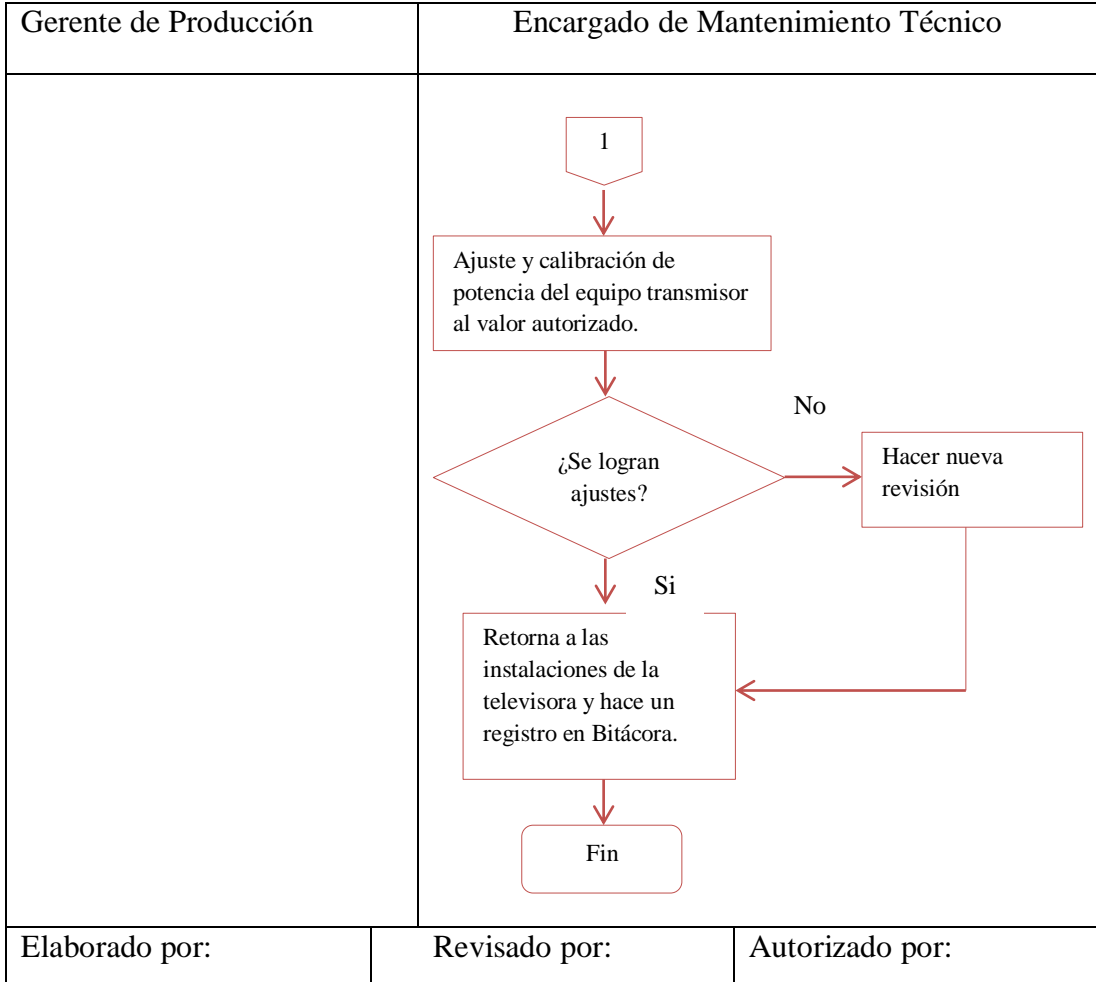 Gerente de Producción
Encargado de Mantenimiento Técnico
1
Ajuste y calibración de
potencia del equipo transmisor
al valor autorizado.
No
¿Se logran
ajustes?
Hacer nueva
revisión
Si
Retorna a las
instalaciones de la
televisora y hace un
registro en Bitácora.
Fin
Elaborado por:
Revisado por:
Autorizado por: